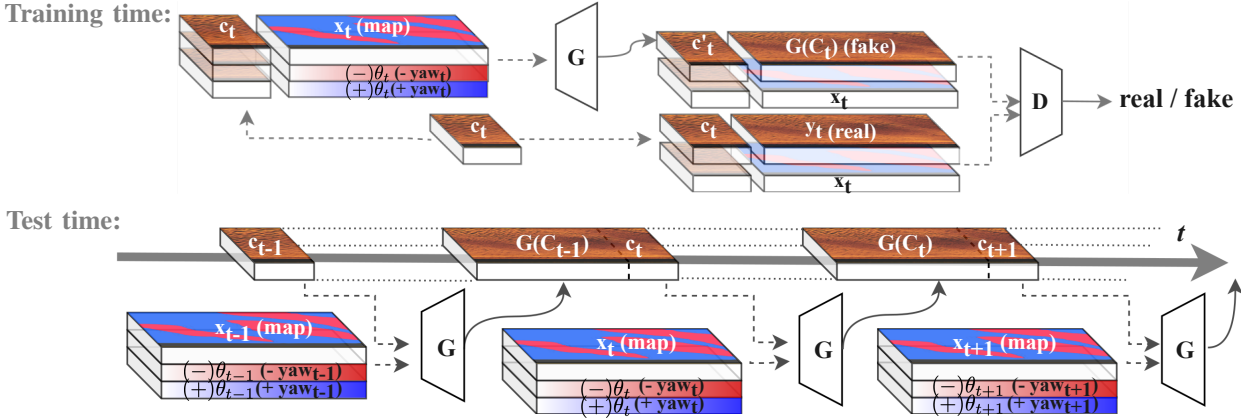 Training time:
c_t
x_t (map)
(−)θ_t (- yaw_t)
(+)θ_t (+ yaw_t)
G
c'_t
G(C_t) (fake)
x_t
c_t
c_t
y_t (real)
x_t
D
real / fake
Test time:
c_t-1
G(C_t-1)
c_t
G(C_t)
c_t+1
t
x_t-1 (map)
(−)θ_t−1 (- yaw_t-1)
(+)θ_t−1 (+ yaw_t-1)
G
x_t (map)
(−)θ_t (- yaw_t)
(+)θ_t (+ yaw_t)
G
x_t+1 (map)
(−)θ_t+1 (- yaw_t+1)
(+)θ_t+1 (+ yaw_t+1)
G